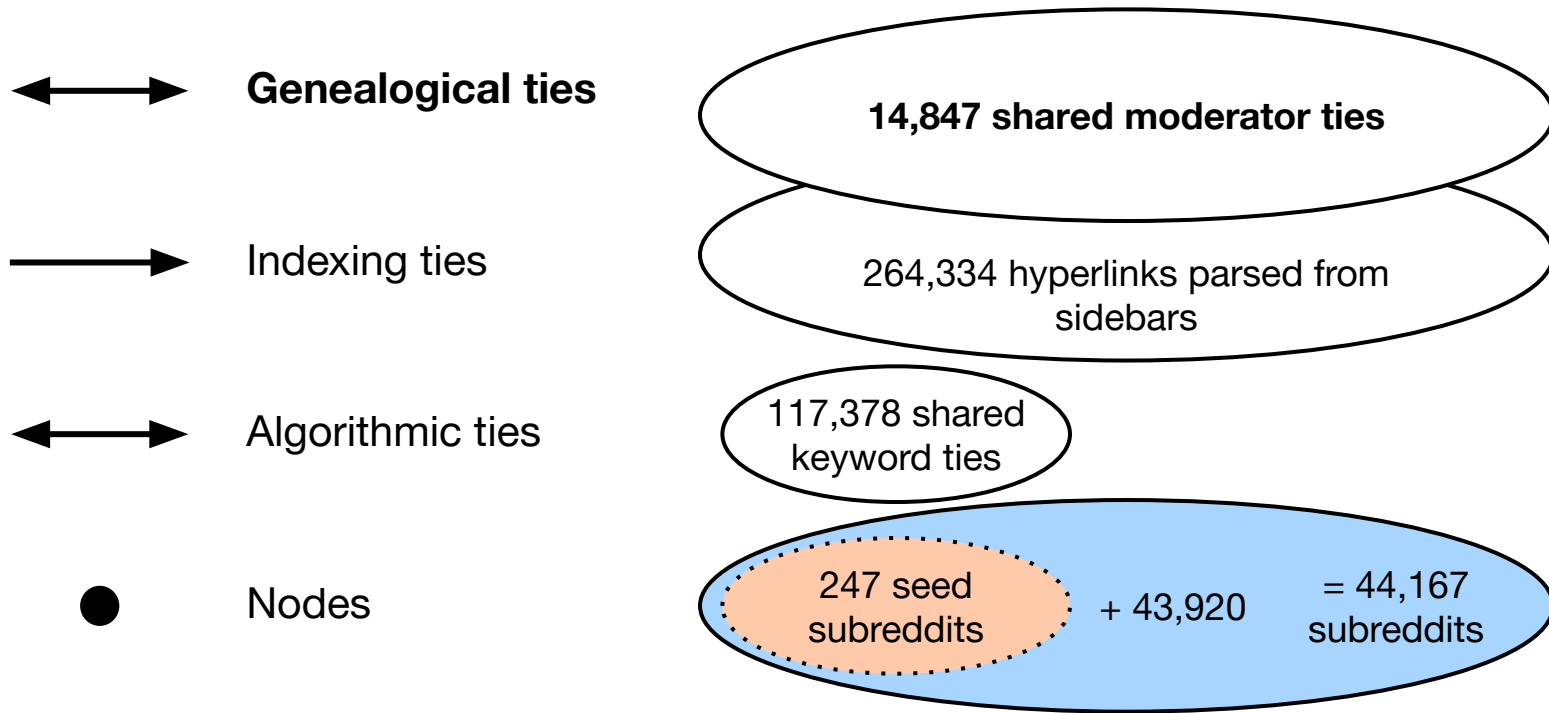 Genealogical ties
14,847 shared moderator ties
Indexing ties
264,334 hyperlinks parsed from
sidebars
Algorithmic ties
117,378 shared
keyword ties
Nodes
247 seed
subreddits
+ 43,920
= 44,167
subreddits